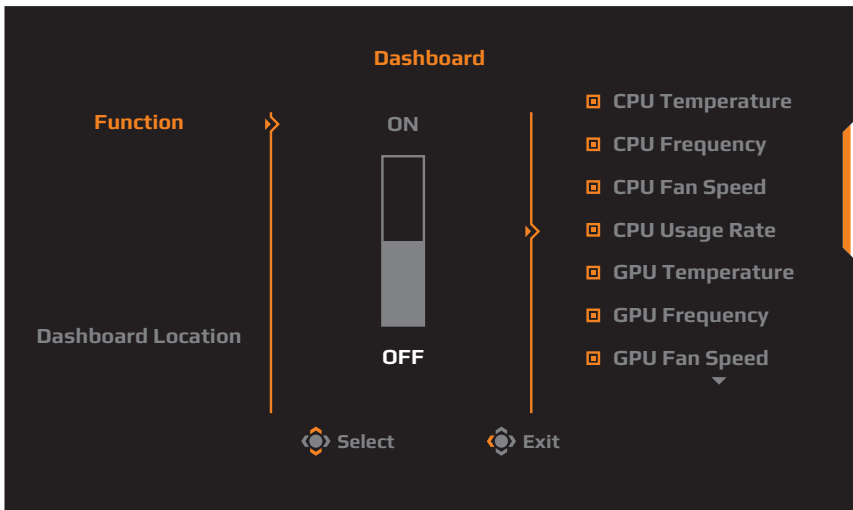 Dashboard
Function
ON
OFF
Dashboard Location
CPU Temperature
CPU Frequency
CPU Fan Speed
CPU Usage Rate
GPU Temperature
GPU Frequency
GPU Fan Speed
Select
Exit